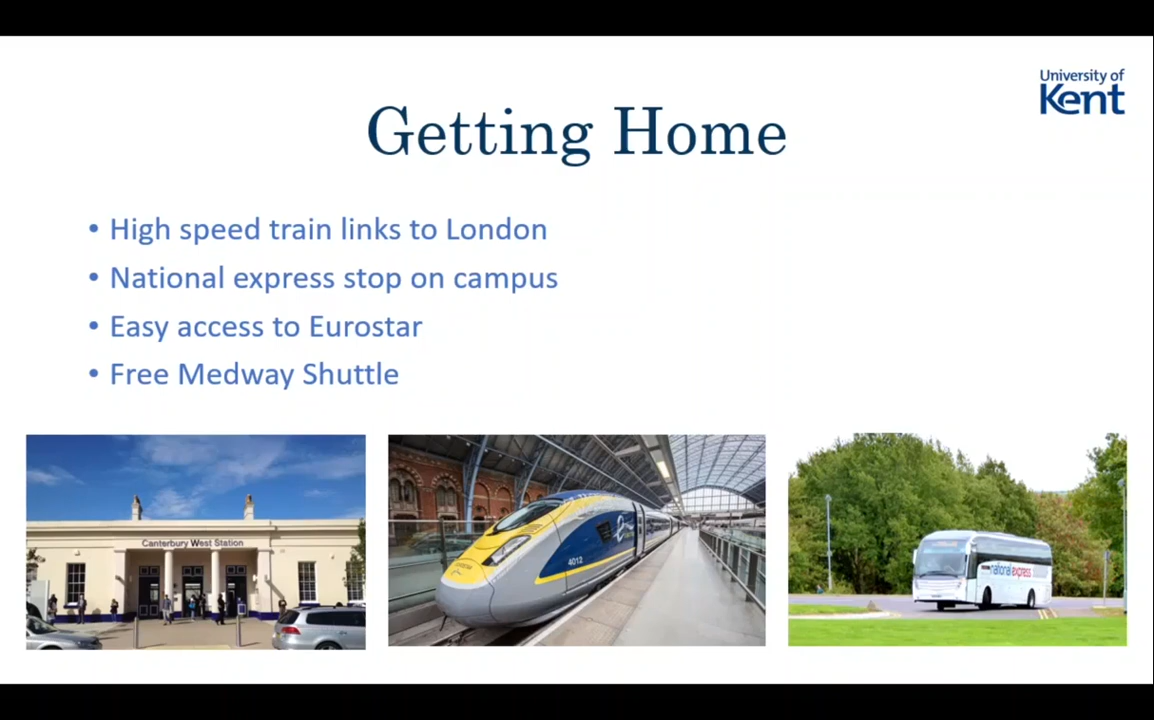 University of
Kent
Getting Home
• High speed train links to London
• National express stop on campus
• Easy access to Eurostar
• Free Medway Shuttle
Canterbury West Station
4012
national express